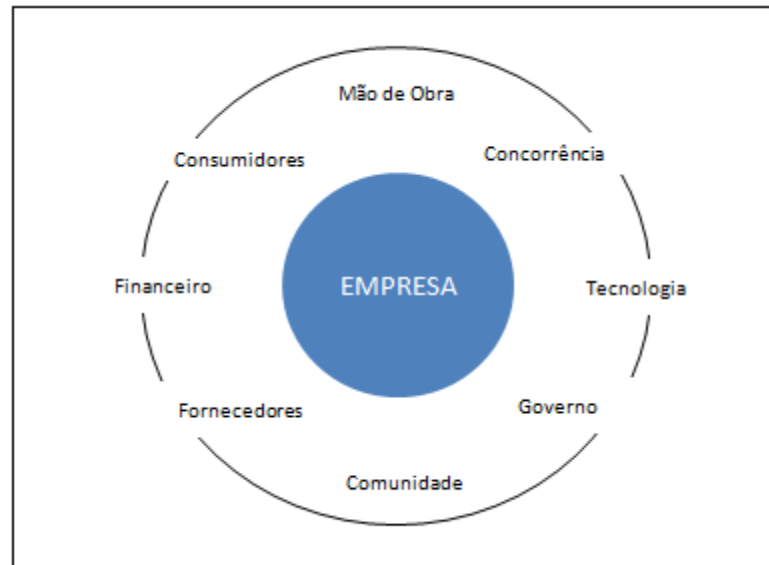 Mão de Obra
Consumidores
Concorrência
Financeiro
EMPRESA
Tecnologia
Fornecedores
Governo
Comunidade